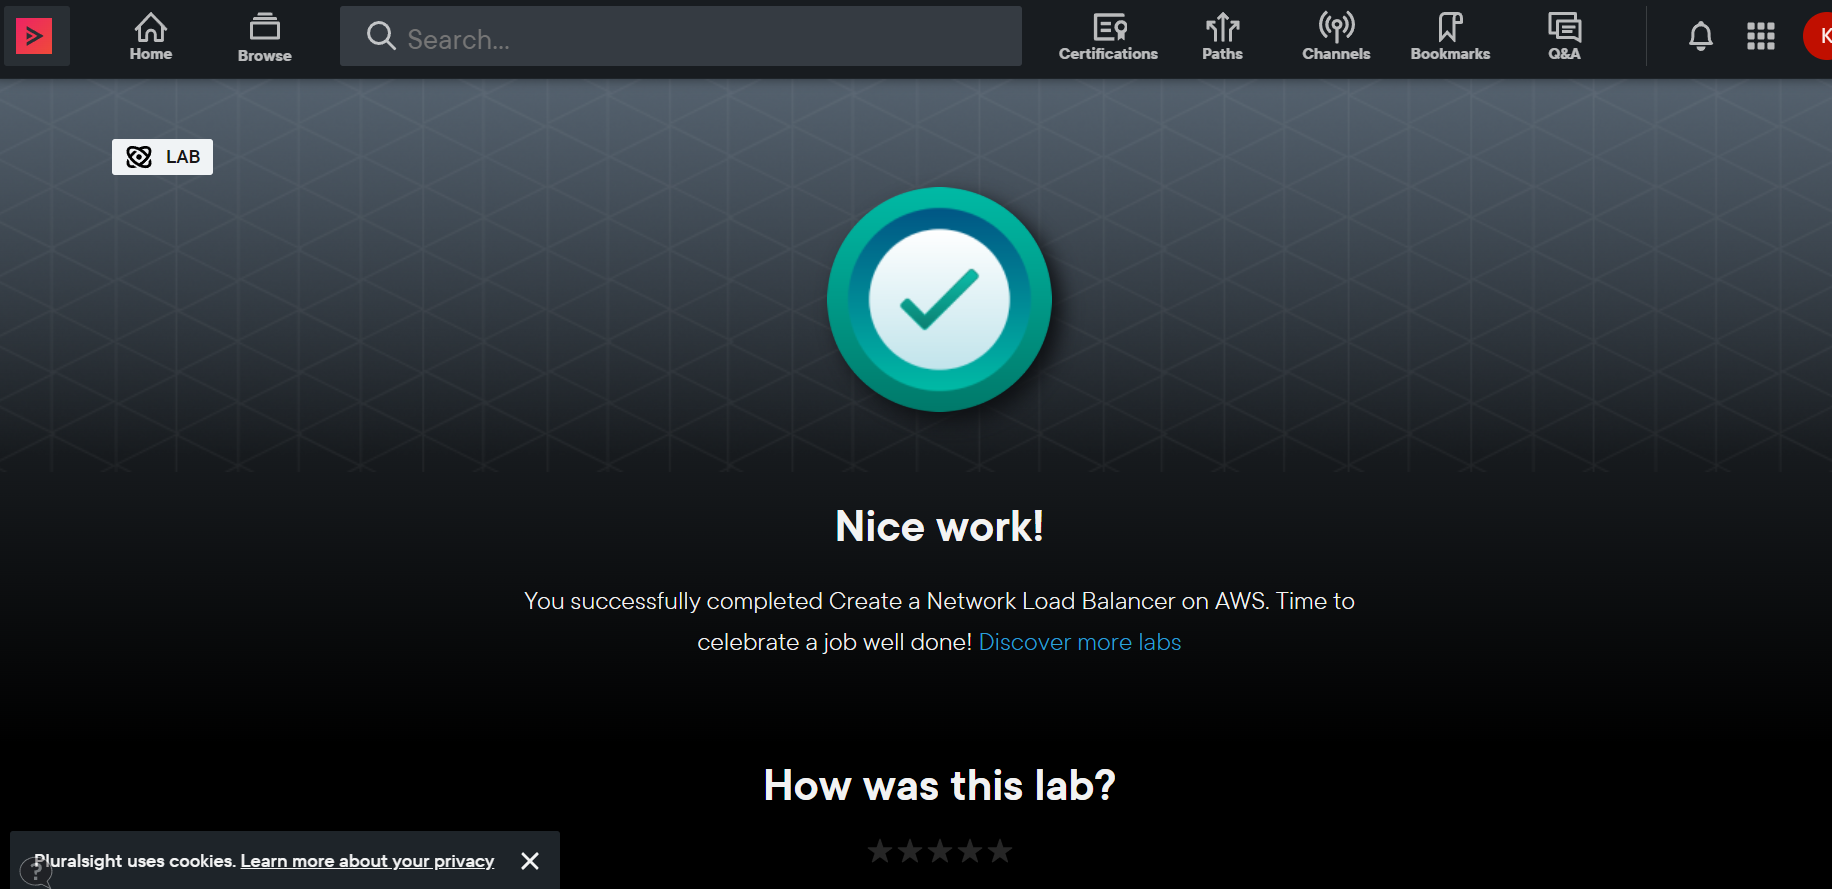 Home
Browse
Search...
Certifications
Paths
Channels
Bookmarks
Q&A
K
LAB
Nice work!
You successfully completed Create a Network Load Balancer on AWS. Time to
celebrate a job well done! Discover more labs
How was this lab?
Pluralsight uses cookies. Learn more about your privacy
?